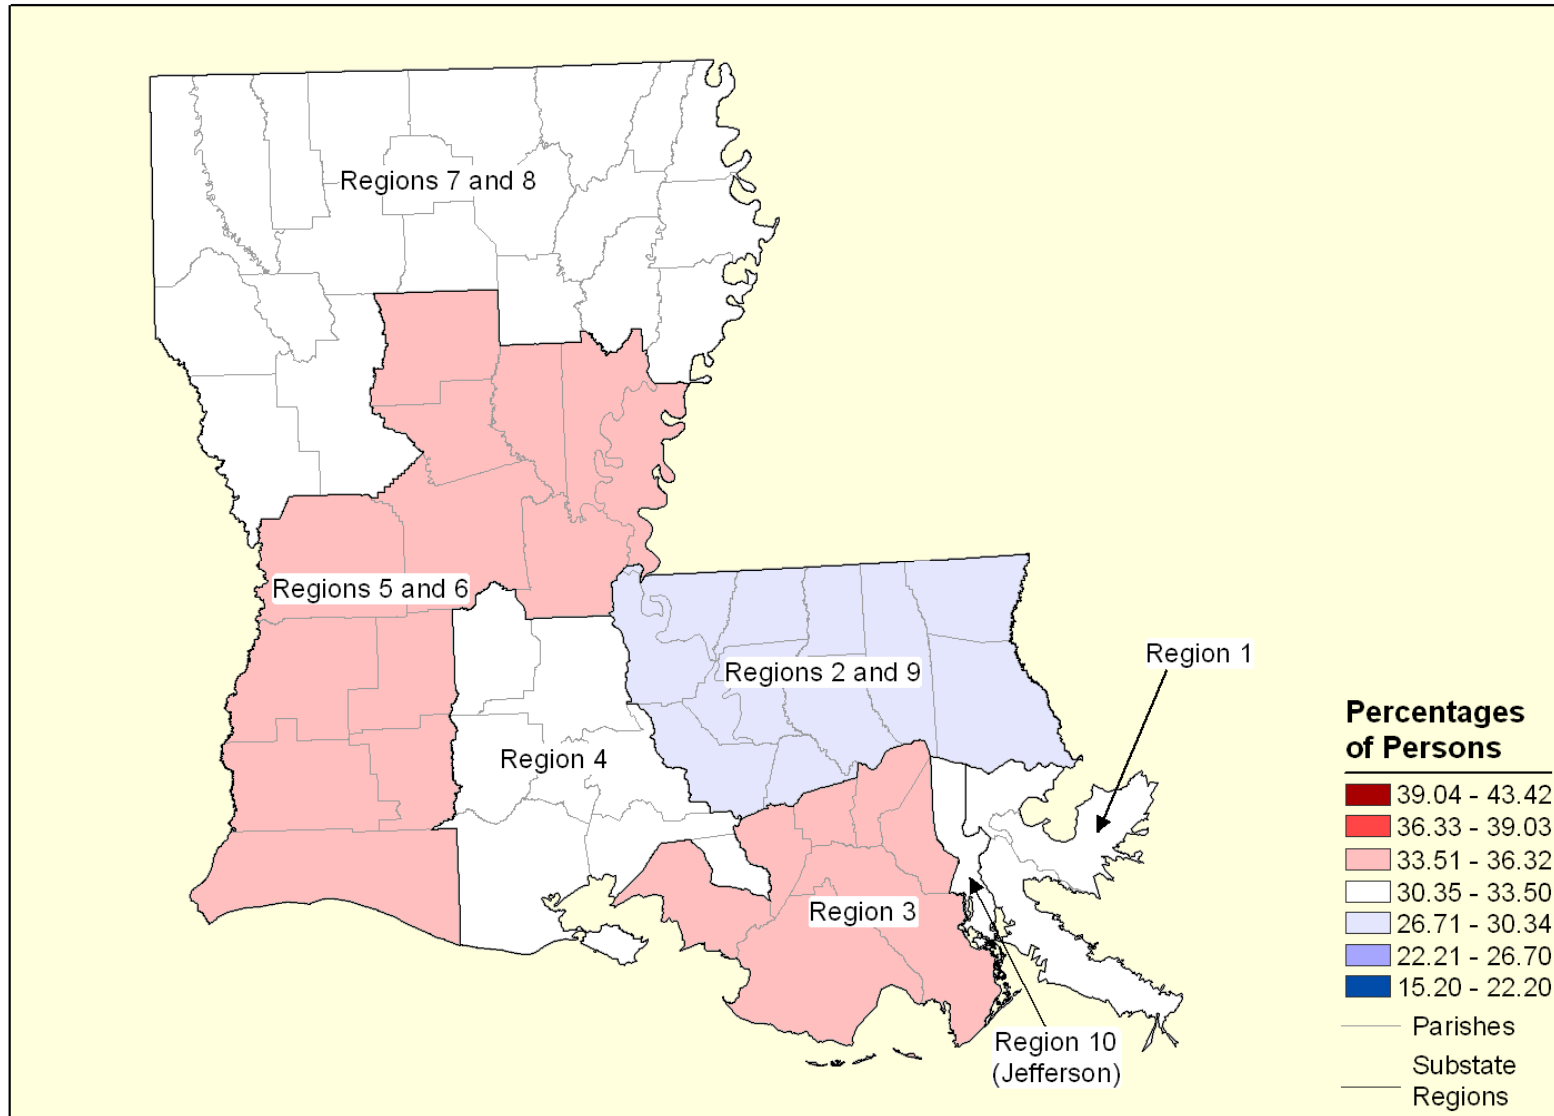 Regions 7 and 8
Regions 5 and 6
Regions 2 and 9
Region 1
Region 4
Region 3
Region 10
(Jefferson)
Percentages
of Persons
39.04 - 43.42
36.33 - 39.03
33.51 - 36.32
30.35 - 33.50
26.71 - 30.34
22.21 - 26.70
15.20 - 22.20
Parishes
Substate
Regions